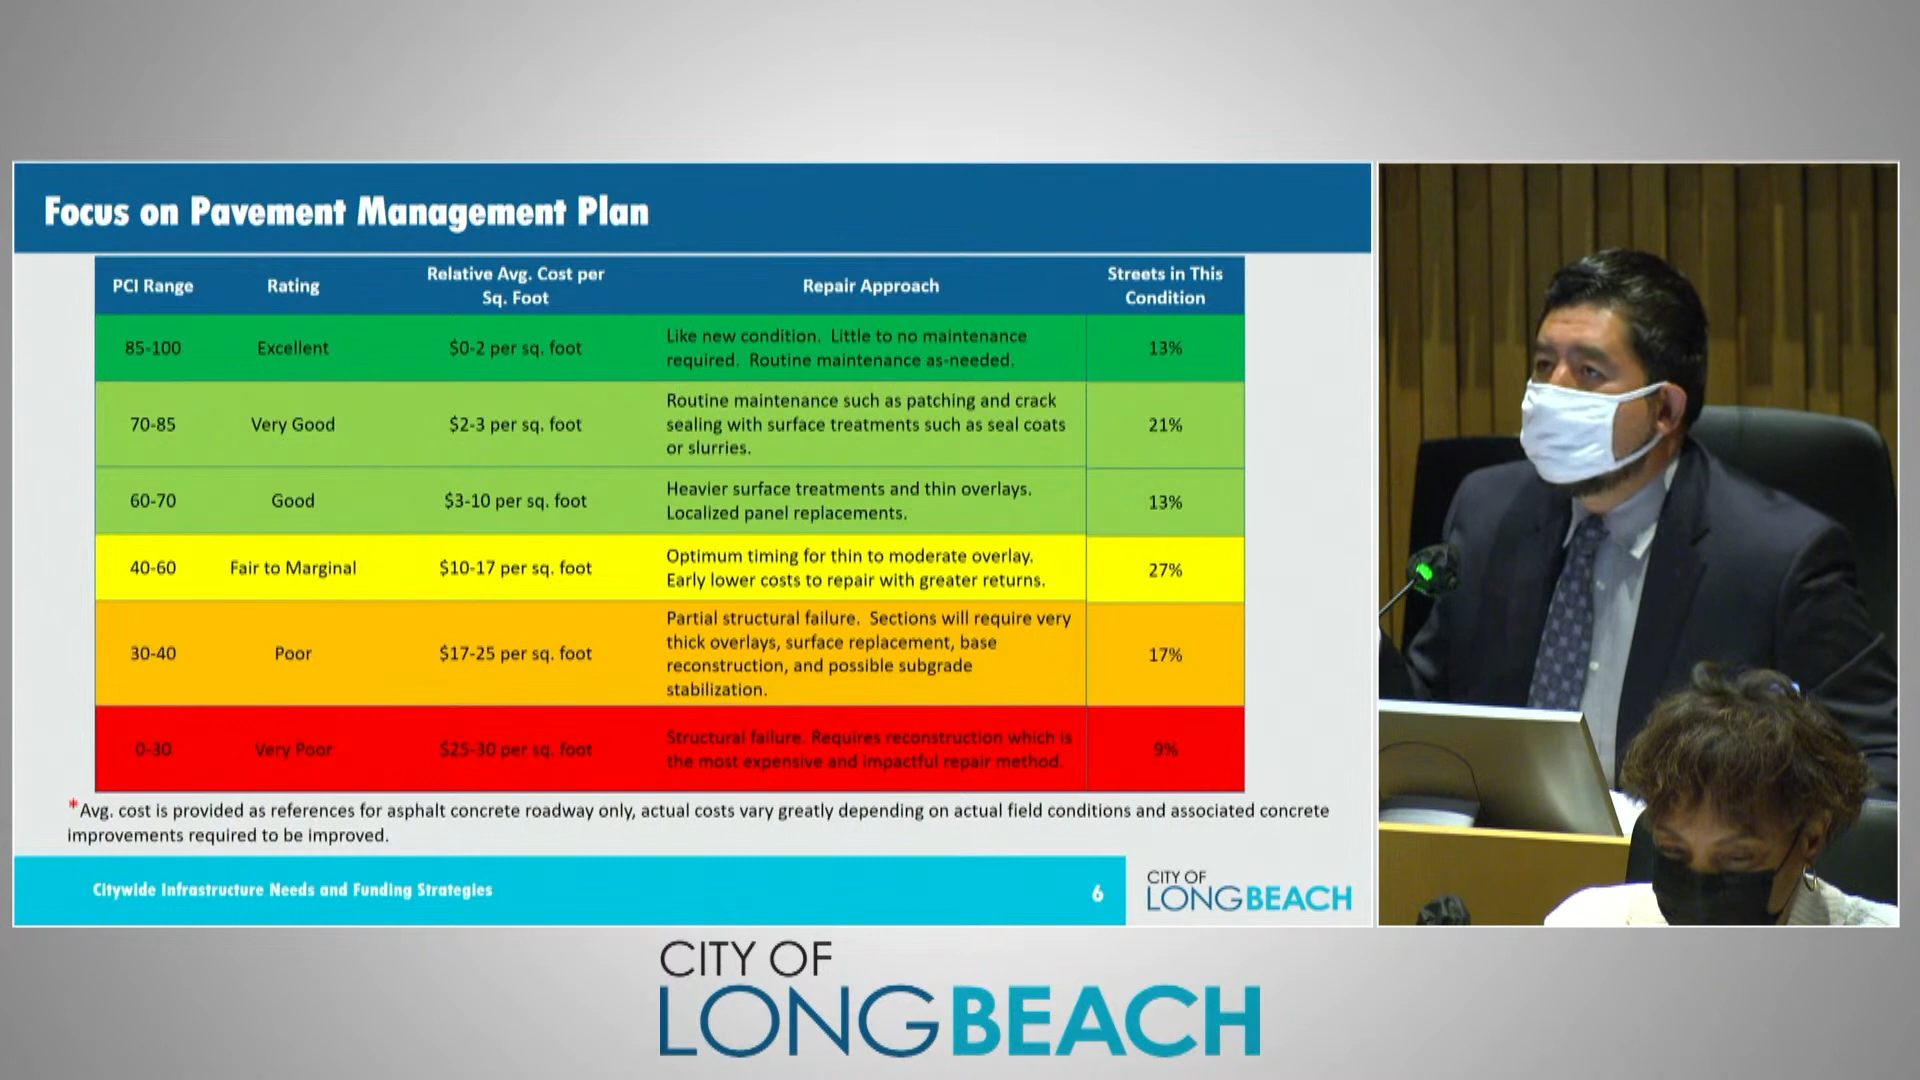 Focus on Pavement Management Plan
PCI Range
Rating
Relative Avg. Cost per
Sq. Foot
Repair Approach
Streets in This
Condition
85-100
Excellent
$0-2 per sq. foot
Like new condition. Little to no maintenance
required. Routine maintenance as-needed.
13%
70-85
Very Good
$2-3 per sq. foot
Routine maintenance such as patching and crack
sealing with surface treatments such as seal coats
or slurries.
21%
60-70
Good
$3-10 per sq. foot
Heavier surface treatments and thin overlays.
Localized panel replacements.
13%
40-60
Fair to Marginal
$10-17 per sq. foot
Optimum timing for thin to moderate overlay.
Early lower costs to repair with greater returns.
27%
30-40
Poor
$17-25 per sq. foot
Partial structural failure. Sections will require very
thick overlays, surface replacement, base
reconstruction, and possible subgrade
stabilization.
17%
0-30
Very Poor
$25-30 per sq. foot
Structural failure. Requires reconstruction which is
the most expensive and impactful repair method.
9%
*Avg. cost is provided as references for asphalt concrete roadway only, actual costs vary greatly depending on actual field conditions and associated concrete
improvements required to be improved.
Citywide Infrastructure Needs and Funding Strategies
6
CITY OF
LONGBEACH
CITY OF
LONGBEACH